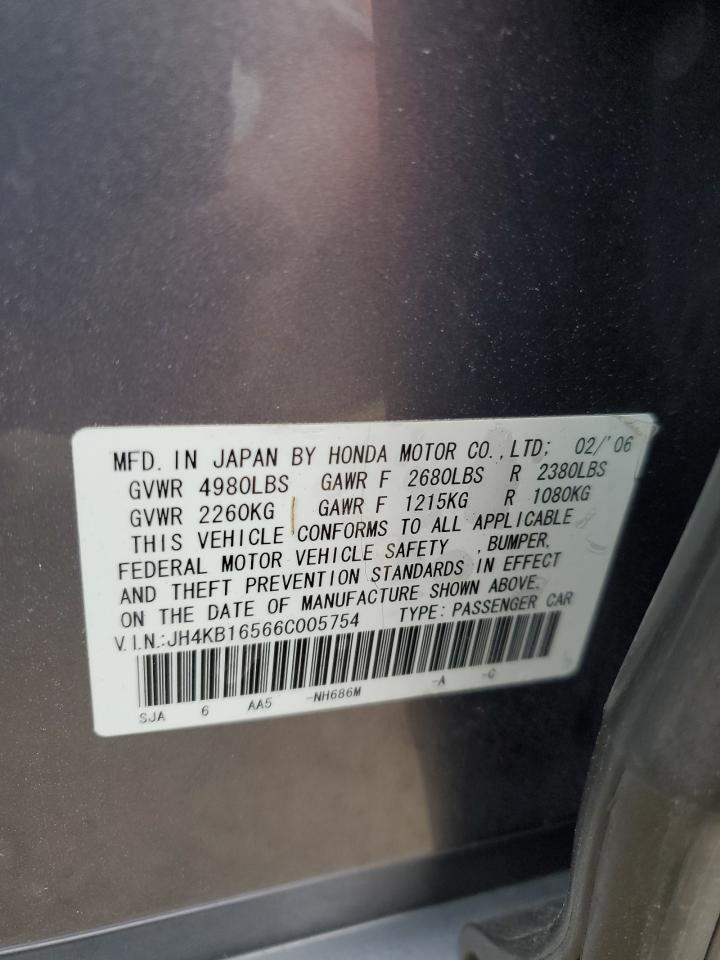 MFD. IN JAPAN BY HONDA MOTOR CO.,LTD; 02/'06
GVWR 4980LBS GAWR F 2680LBS R 2380LBS
GVWR 2260KG GAWR F 1215KG R 1080KG
THIS VEHICLE CONFORMS TO ALL APPLICABLE
FEDERAL MOTOR VEHICLE SAFETY ,BUMPER,
AND THEFT PREVENTION STANDARDS IN EFFECT
ON THE DATE OF MANUFACTURE SHOWN ABOVE.
V.I.N.:JH4KB16566C005754 TYPE: PASSENGER CAR
SJA 6 AA5 -NH686M -A -C